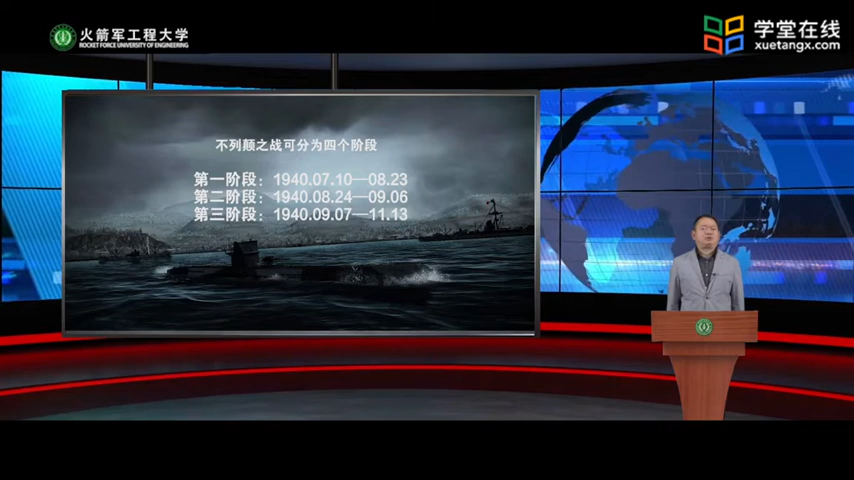 火箭军工程大学
ROCKET FORCE UNIVERSITY OF ENGINEERING
学堂在线
xuetangx.com
不列颠之战可分为四个阶段
第一阶段：1940.07.10—08.23
第二阶段：1940.08.24—09.06
第三阶段：1940.09.07—11.13